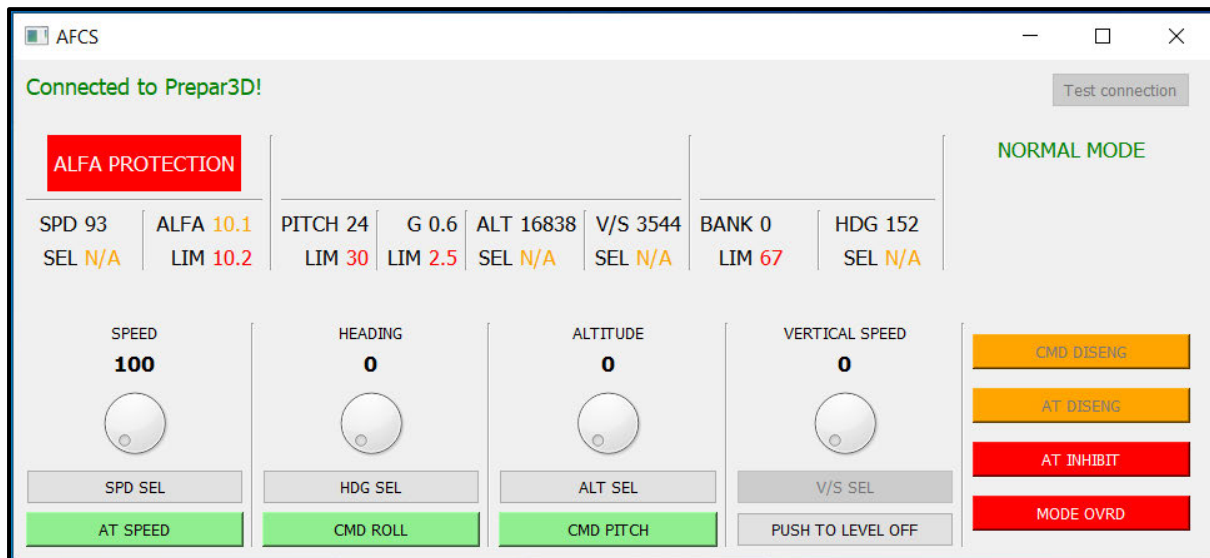 AFCS
Connected to Prepar3D!
Test connection
ALFA PROTECTION
NORMAL MODE
SPD 93 ALFA 10.1 PITCH 24 G 0.6 ALT 16838 V/S 3544 BANK 0 HDG 152
SEL N/A LIM 10.2 LIM 30 LIM 2.5 SEL N/A SEL N/A LIM 67 SEL N/A
SPEED HEADING ALTITUDE VERTICAL SPEED
100 0 0 0
CMD DISENG
AT DISENG
AT INHIBIT
MODE OVRD
SPD SEL HDG SEL ALT SEL V/S SEL
AT SPEED CMD ROLL CMD PITCH PUSH TO LEVEL OFF